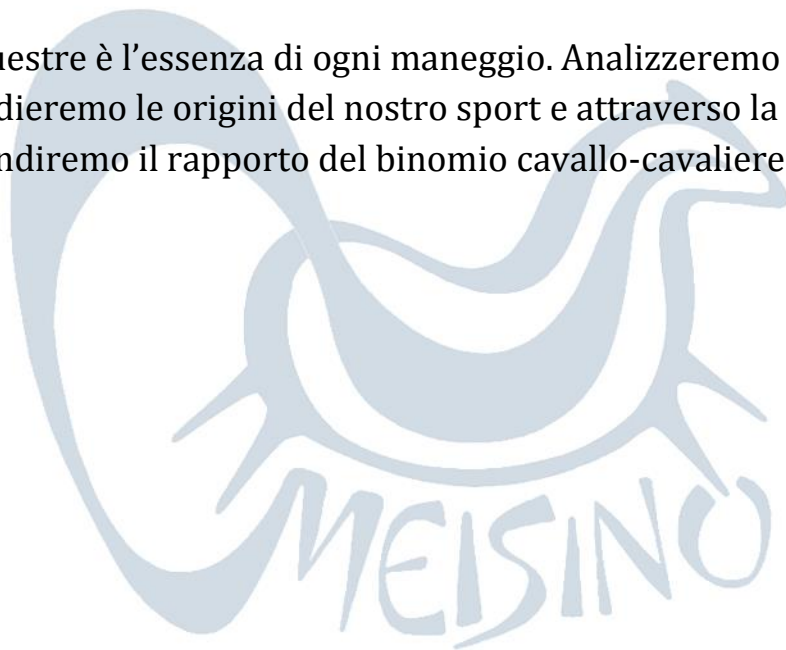 uestre è l’essenza di ogni maneggio. Analizzeremo
dieremo le origini del nostro sport e attraverso la
ndiremo il rapporto del binomio cavallo-cavaliere
MEISINO